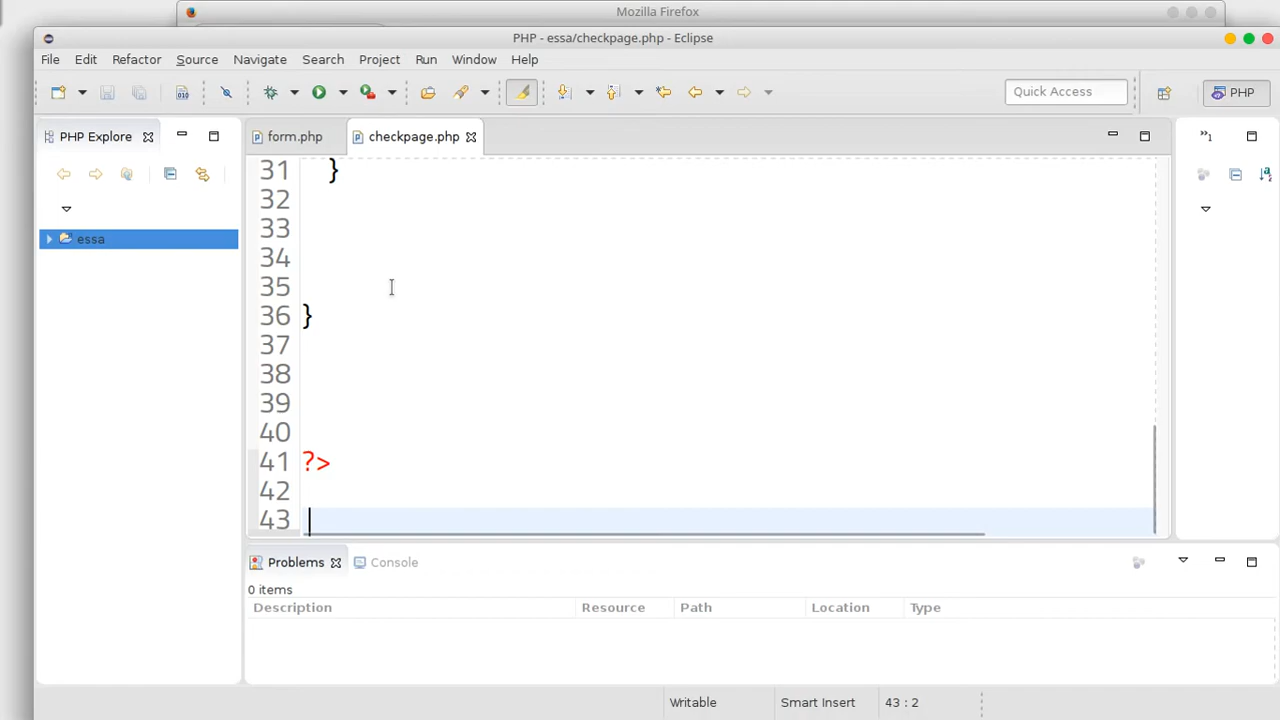 Mozilla Firefox
PHP - essa/checkpage.php - Eclipse
File Edit Refactor Source Navigate Search Project Run Window Help
010
Quick Access
PHP
PHP Explore
form.php
checkpage.php
31 }
32
33
34
35
36 }
37
38
39
40
41 ?>
42
43
essa
Problems
Console
0 items
Description Resource Path Location Type
Writable Smart Insert 43 : 2